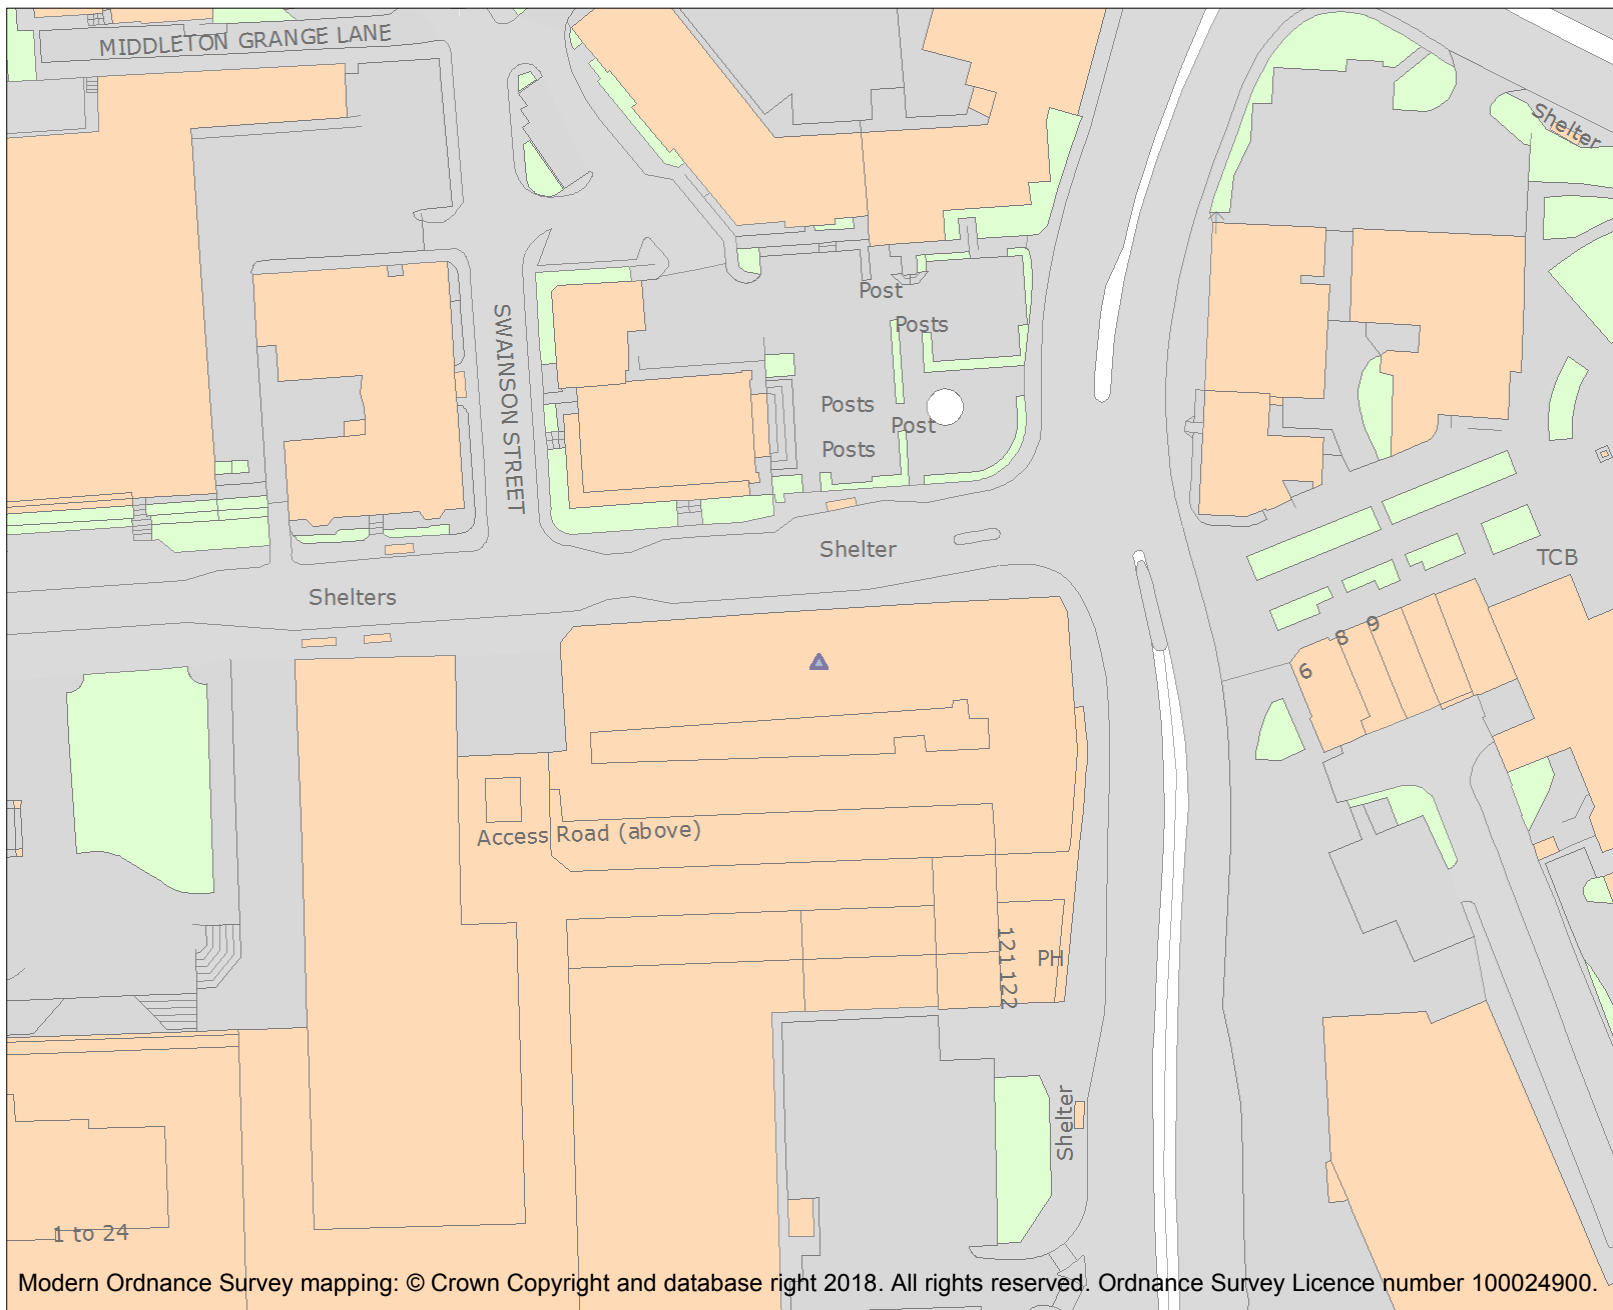 MIDDLETON GRANGE LANE
Shelter
Post
Posts
SWAINSON STREET
Posts
Post
Posts
Shelter
TCB
Shelters
9
8
6
Access Road (above)
121
122
PH
Shelter
1 to 24
Modern Ordnance Survey mapping: © Crown Copyright and database right 2018. All rights reserved. Ordnance Survey Licence number 100024900.